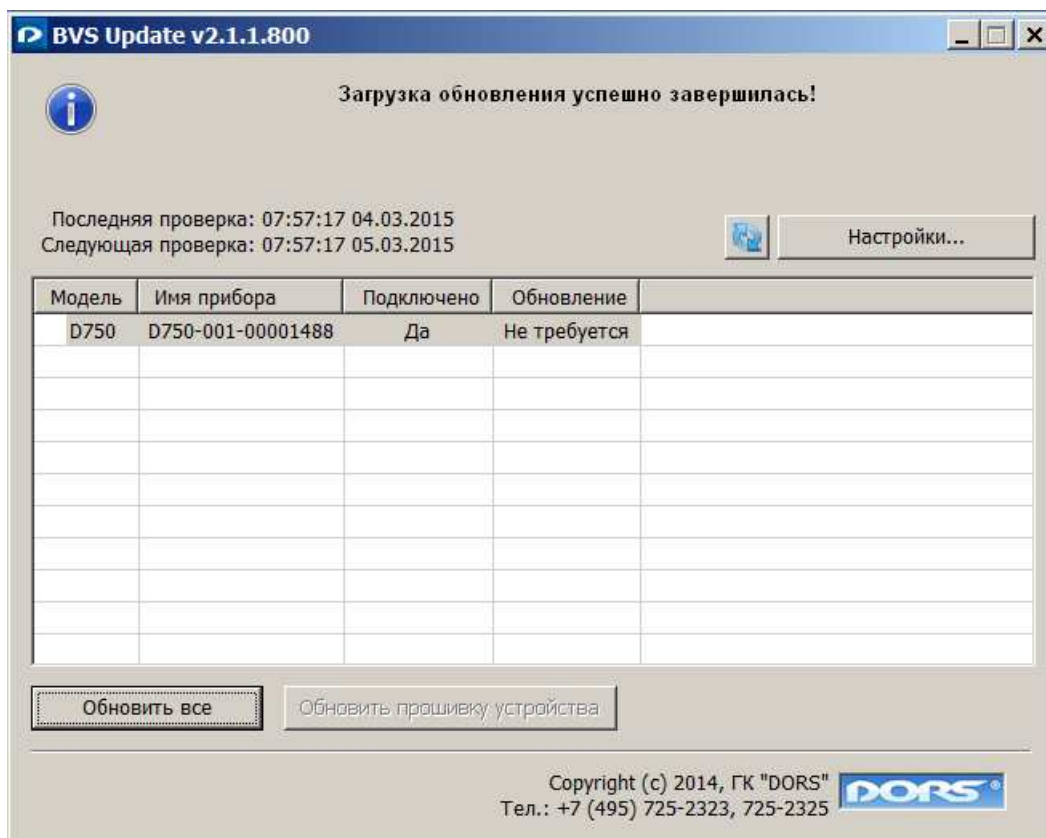 BVS Update v2.1.1.800
Загрузка обновления успешно завершилась!
Последняя проверка: 07:57:17 04.03.2015
Следующая проверка: 07:57:17 05.03.2015
Настройки...
Модель Имя прибора Подключено Обновление
D750 D750-001-00001488 Да Не требуется
Обновить все Обновить прошивку устройства
Copyright (c) 2014, ГК "DORS"
Тел.: +7 (495) 725-2323, 725-2325
DORS®